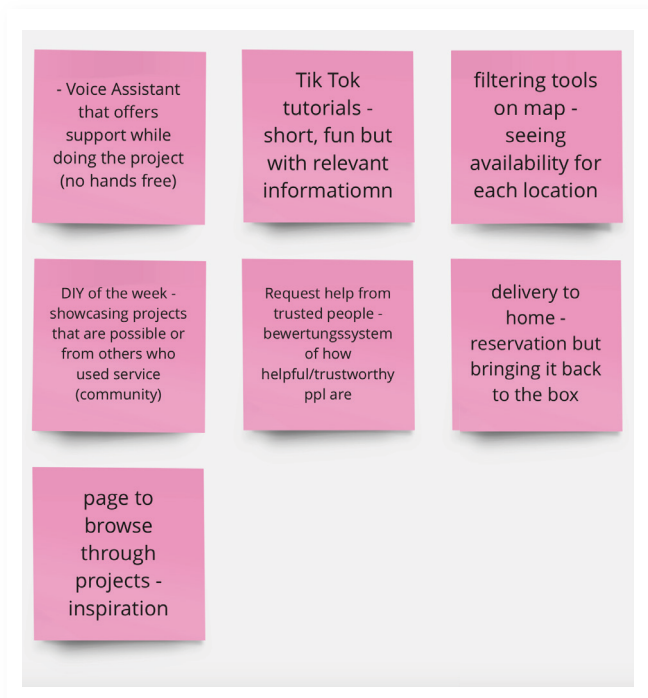 - Voice Assistant
that offers
support while
doing the project
(no hands free)
Tik Tok
tutorials -
short, fun but
with relevant
informatiomn
filtering tools
on map -
seeing
availability for
each location
DIY of the week -
showcasing projects
that are possible or
from others who
used service
(community)
Request help from
trusted people -
bewertungssystem
of how
helpful/trustworthy
ppl are
delivery to
home -
reservation but
bringing it back
to the box
page to
browse
through
projects -
inspiration